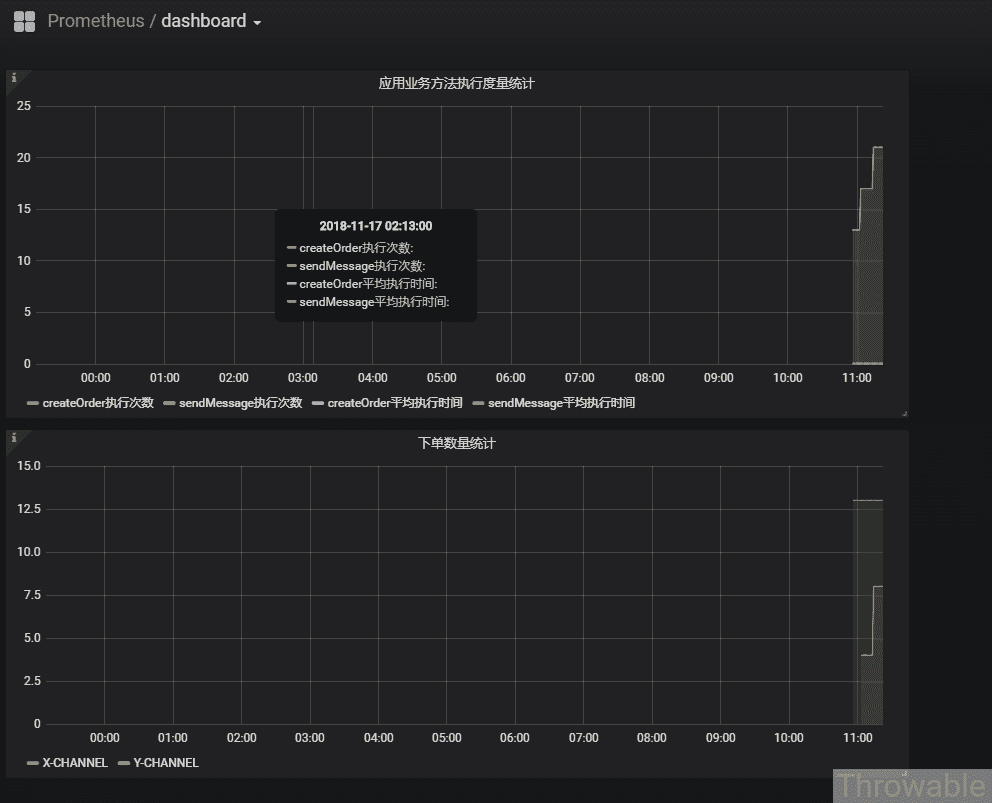 Prometheus / dashboard
应用业务方法执行度量统计
25
20
15
10
5
0
2018-11-17 02:13:00
createOrder执行次数:
sendMessage执行次数:
createOrder平均执行时间:
sendMessage平均执行时间:
00:00 01:00 02:00 03:00 04:00 05:00 06:00 07:00 08:00 09:00 10:00 11:00
createOrder执行次数 sendMessage执行次数 createOrder平均执行时间 sendMessage平均执行时间
下单数量统计
15.0
12.5
10.0
7.5
5.0
2.5
0
00:00 01:00 02:00 03:00 04:00 05:00 06:00 07:00 08:00 09:00 10:00 11:00
X-CHANNEL Y-CHANNEL
Throwable